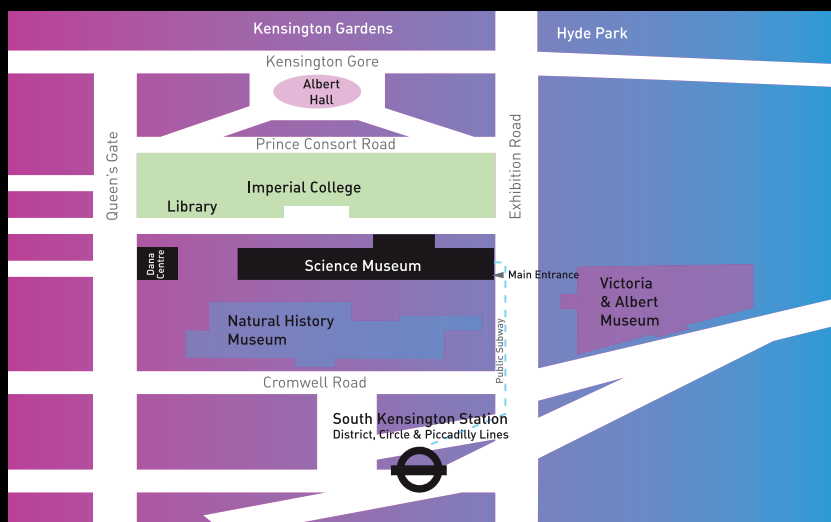 Kensington Gardens
Hyde Park
Kensington Gore
Albert
Hall
Prince Consort Road
Queen's Gate
Exhibition Road
Imperial College
Library
Dana
Centre
Science Museum
Main Entrance
Victoria
& Albert
Museum
Natural History
Museum
Public Subway
Cromwell Road
South Kensington Station
District, Circle & Piccadilly Lines